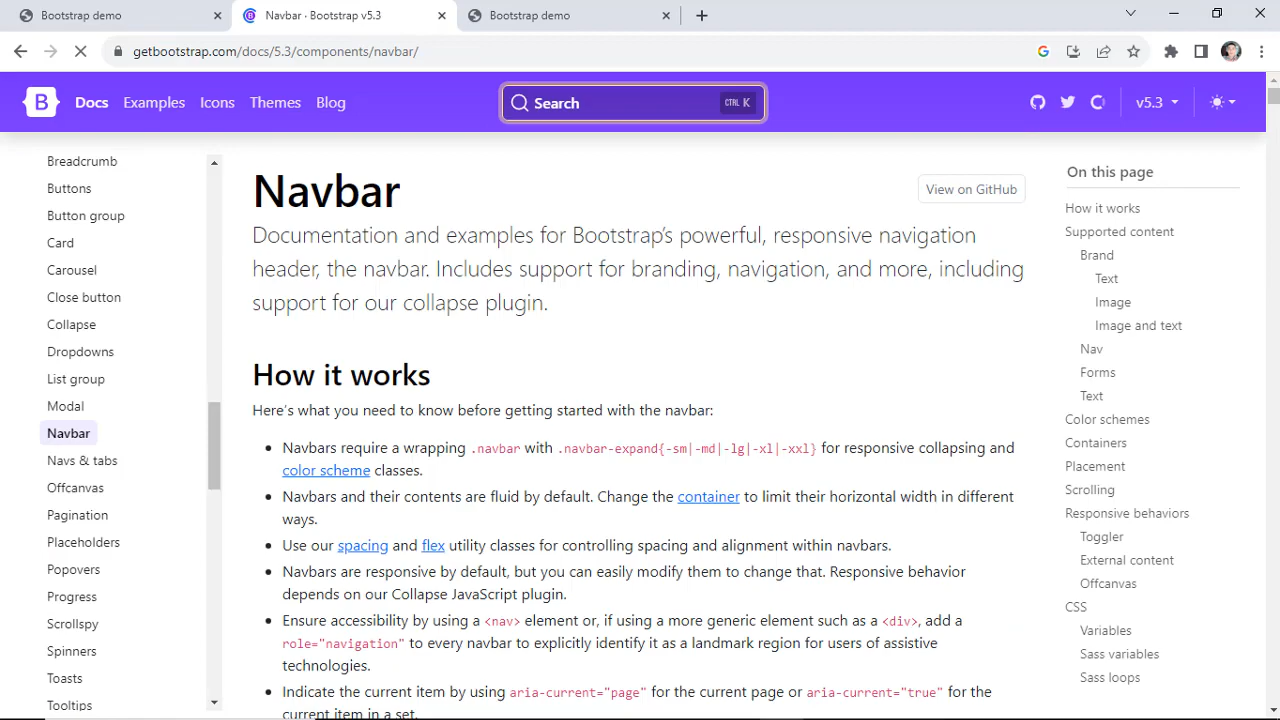 Bootstrap demo
Navbar · Bootstrap v5.3
Bootstrap demo
getbootstrap.com/docs/5.3/components/navbar/
B
Docs
Examples
Icons
Themes
Blog
Search
CTRL K
v5.3
Breadcrumb
Buttons
Button group
Card
Carousel
Close button
Collapse
Dropdowns
List group
Modal
Navbar
Navs & tabs
Offcanvas
Pagination
Placeholders
Popovers
Progress
Scrollspy
Spinners
Toasts
Tooltips
Navbar
View on GitHub
Documentation and examples for Bootstrap's powerful, responsive navigation
header, the navbar. Includes support for branding, navigation, and more, including
support for our collapse plugin.
How it works
Here's what you need to know before getting started with the navbar:
• Navbars require a wrapping .navbar with .navbar-expand{-sm|-md|-lg|-xl|-xxl} for responsive collapsing and
color scheme classes.
• Navbars and their contents are fluid by default. Change the container to limit their horizontal width in different
ways.
• Use our spacing and flex utility classes for controlling spacing and alignment within navbars.
• Navbars are responsive by default, but you can easily modify them to change that. Responsive behavior
depends on our Collapse JavaScript plugin.
• Ensure accessibility by using a <nav> element or, if using a more generic element such as a <div>, add a
role="navigation" to every navbar to explicitly identify it as a landmark region for users of assistive
technologies.
• Indicate the current item by using aria-current="page" for the current page or aria-current="true" for the
current item in a set.
On this page
How it works
Supported content
Brand
Text
Image
Image and text
Nav
Forms
Text
Color schemes
Containers
Placement
Scrolling
Responsive behaviors
Toggler
External content
Offcanvas
CSS
Variables
Sass variables
Sass loops